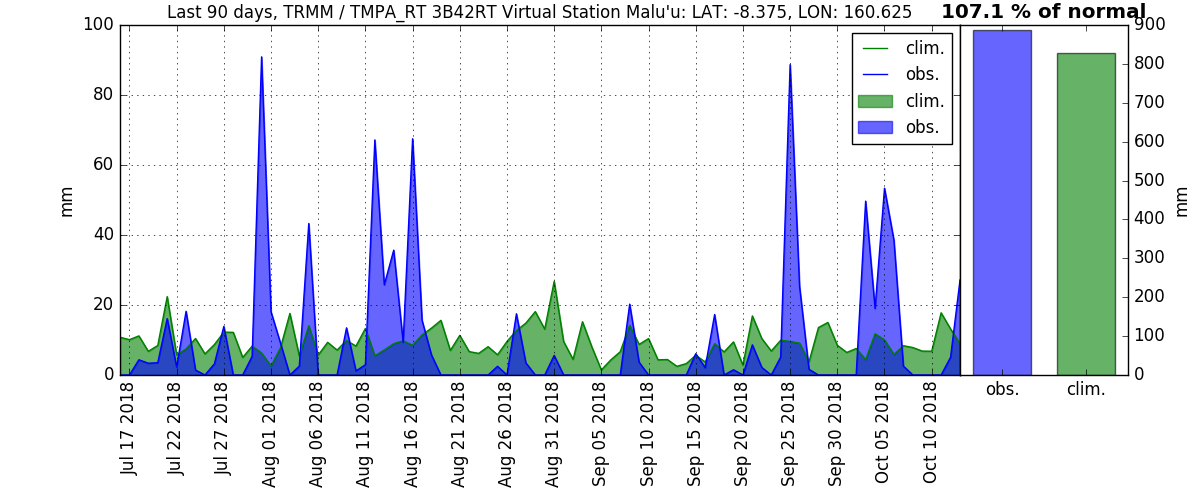 Last 90 days, TRMM / TMPA_RT 3B42RT Virtual Station Malu'u: LAT: -8.375, LON: 160.625
107.1 % of normal
100
80
60
40
20
0
mm
clim.
obs.
clim.
obs.
900
800
700
600
500
400
300
200
100
0
mm
Jul 17 2018
Jul 22 2018
Jul 27 2018
Aug 01 2018
Aug 06 2018
Aug 11 2018
Aug 16 2018
Aug 21 2018
Aug 26 2018
Aug 31 2018
Sep 05 2018
Sep 10 2018
Sep 15 2018
Sep 20 2018
Sep 25 2018
Sep 30 2018
Oct 05 2018
Oct 10 2018
obs.
clim.